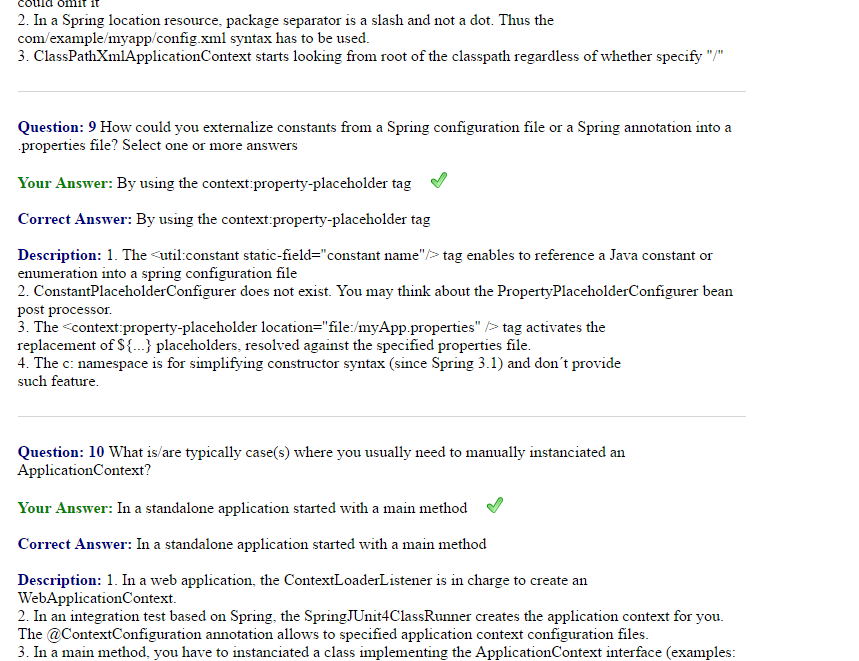 could omit it
2. In a Spring location resource, package separator is a slash and not a dot. Thus the
com/example/myapp/config.xml syntax has to be used.
3. ClassPathXmlApplicationContext starts looking from root of the classpath regardless of whether specify "/"
Question: 9 How could you externalize constants from a Spring configuration file or a Spring annotation into a
.properties file? Select one or more answers
Your Answer: By using the context:property-placeholder tag
Correct Answer: By using the context:property-placeholder tag
Description: 1. The <util:constant static-field="constant name"/> tag enables to reference a Java constant or
enumeration into a spring configuration file
2. ConstantPlaceholderConfigurer does not exist. You may think about the PropertyPlaceholderConfigurer bean
post processor.
3. The <context:property-placeholder location="file:/myApp.properties" /> tag activates the
replacement of ${...} placeholders, resolved against the specified properties file.
4. The c: namespace is for simplifying constructor syntax (since Spring 3.1) and don´t provide
such feature.
Question: 10 What is/are typically case(s) where you usually need to manually instanciated an
ApplicationContext?
Your Answer: In a standalone application started with a main method
Correct Answer: In a standalone application started with a main method
Description: 1. In a web application, the ContextLoaderListener is in charge to create an
WebApplicationContext.
2. In an integration test based on Spring, the SpringJUnit4ClassRunner creates the application context for you.
The @ContextConfiguration annotation allows to specified application context configuration files.
3. In a main method, you have to instanciated a class implementing the ApplicationContext interface (examples: